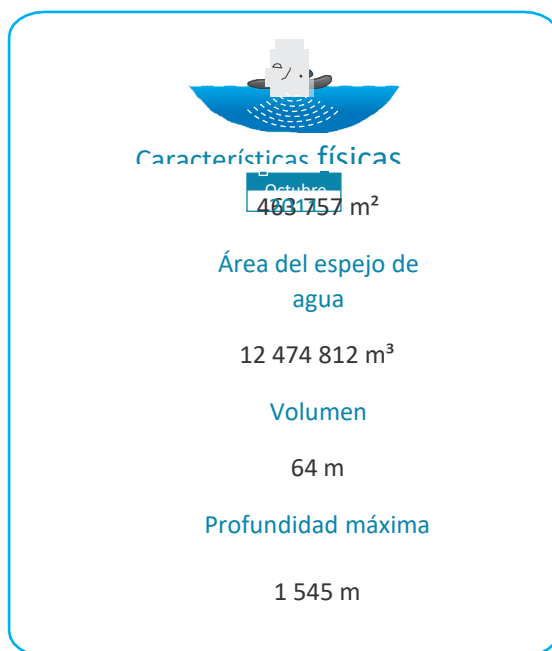 Características físicas
Octubre
2011
463 757 m²
Área del espejo de
agua
12 474 812 m³
Volumen
64 m
Profundidad máxima
1 545 m